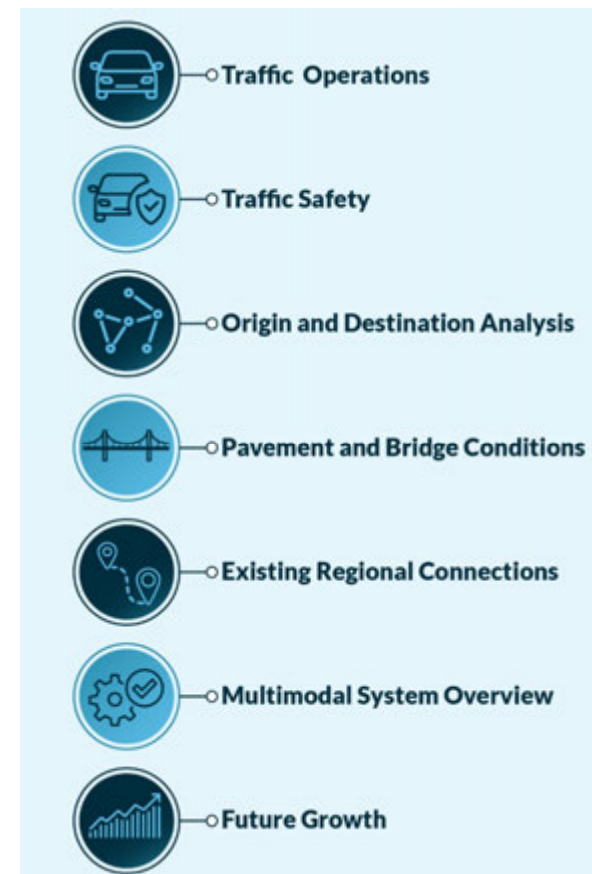 Traffic Operations
Traffic Safety
Origin and Destination Analysis
Pavement and Bridge Conditions
Existing Regional Connections
Multimodal System Overview
Future Growth